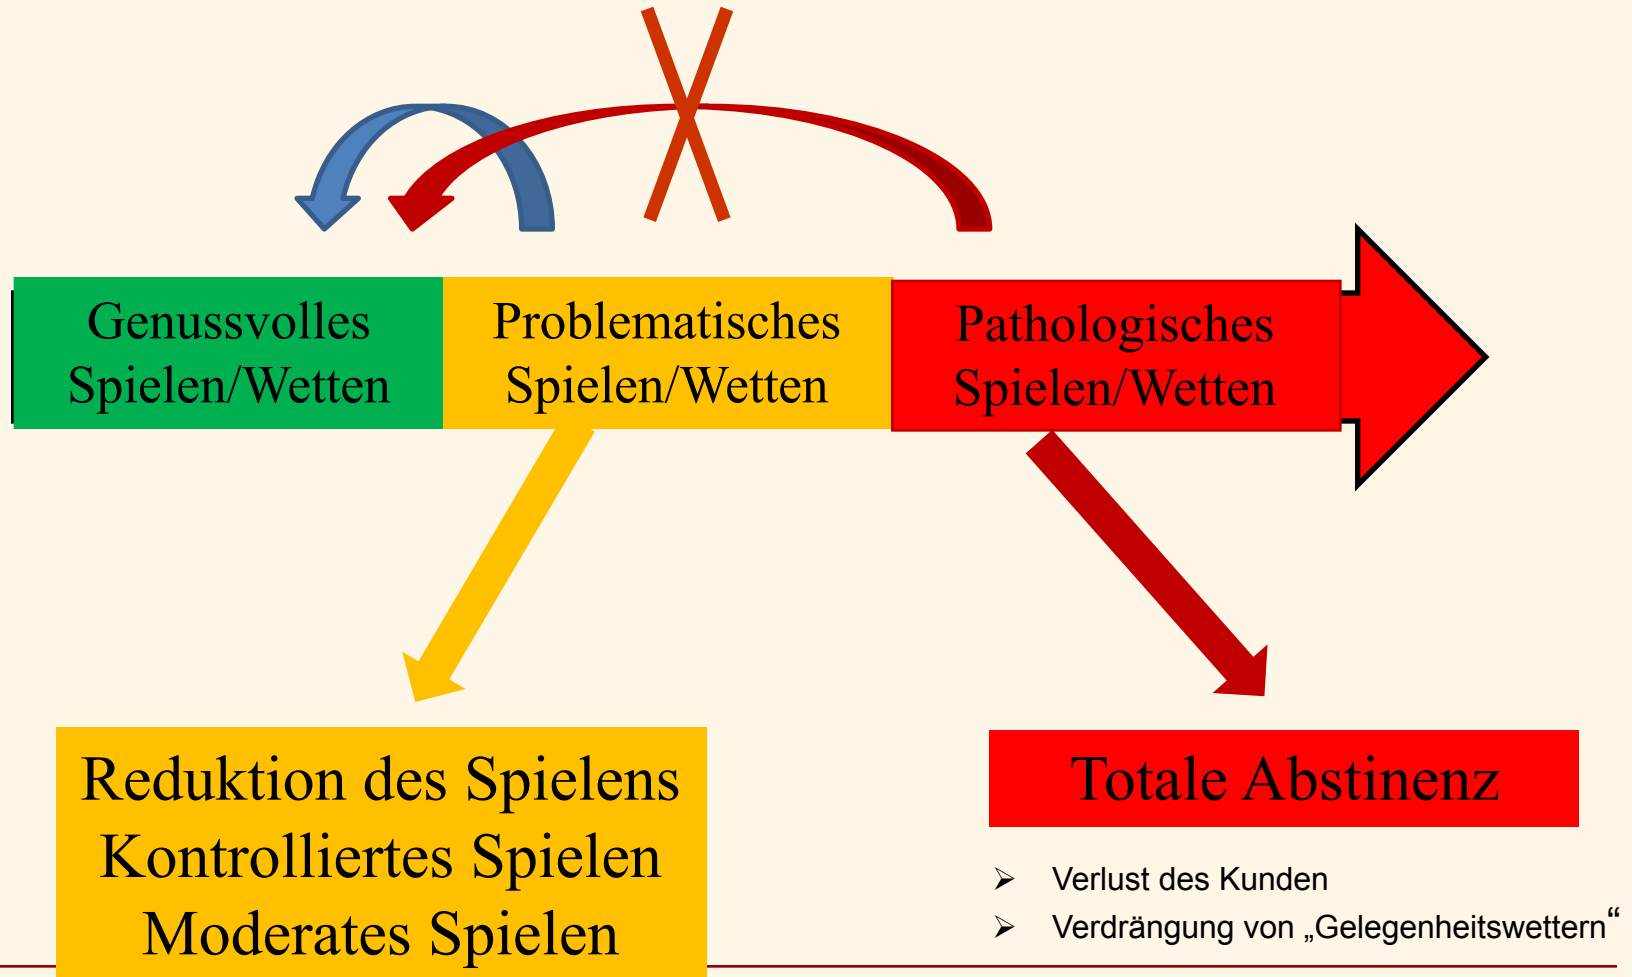 Genussvolles
Spielen/Wetten
Problematisches
Spielen/Wetten
Pathologisches
Spielen/Wetten
Reduktion des Spielens
Kontrolliertes Spielen
Moderates Spielen
Totale Abstinenz
➢ Verlust des Kunden
➢ Verdrängung von „Gelegenheitswettern“